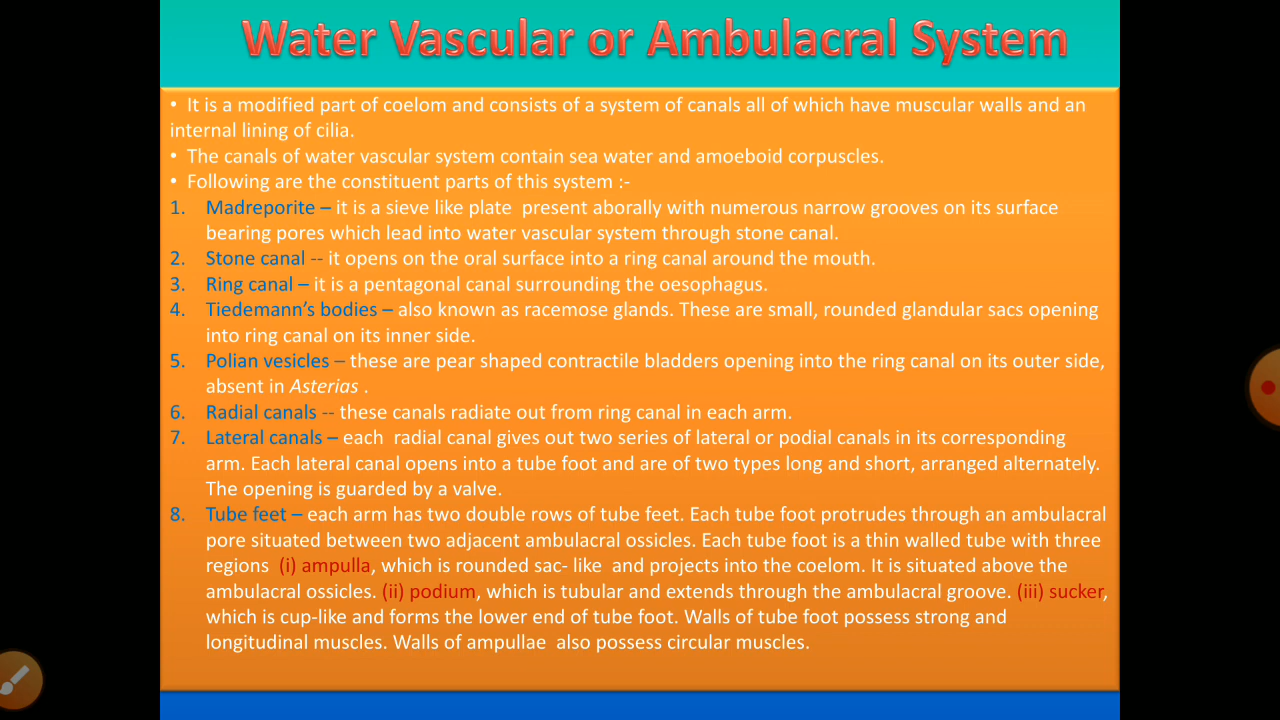 Water Vascular or Ambulacral System
• It is a modified part of coelom and consists of a system of canals all of which have muscular walls and an
internal lining of cilia.
• The canals of water vascular system contain sea water and amoeboid corpuscles.
• Following are the constituent parts of this system :-
1. Madreporite – it is a sieve like plate present aborally with numerous narrow grooves on its surface
bearing pores which lead into water vascular system through stone canal.
2. Stone canal -- it opens on the oral surface into a ring canal around the mouth.
3. Ring canal – it is a pentagonal canal surrounding the oesophagus.
4. Tiedemann’s bodies – also known as racemose glands. These are small, rounded glandular sacs opening
into ring canal on its inner side.
5. Polian vesicles – these are pear shaped contractile bladders opening into the ring canal on its outer side,
absent in Asterias .
6. Radial canals -- these canals radiate out from ring canal in each arm.
7. Lateral canals – each radial canal gives out two series of lateral or podial canals in its corresponding
arm. Each lateral canal opens into a tube foot and are of two types long and short, arranged alternately.
The opening is guarded by a valve.
8. Tube feet – each arm has two double rows of tube feet. Each tube foot protrudes through an ambulacral
pore situated between two adjacent ambulacral ossicles. Each tube foot is a thin walled tube with three
regions (i) ampulla, which is rounded sac- like and projects into the coelom. It is situated above the
ambulacral ossicles. (ii) podium, which is tubular and extends through the ambulacral groove. (iii) sucker,
which is cup-like and forms the lower end of tube foot. Walls of tube foot possess strong and
longitudinal muscles. Walls of ampullae also possess circular muscles.